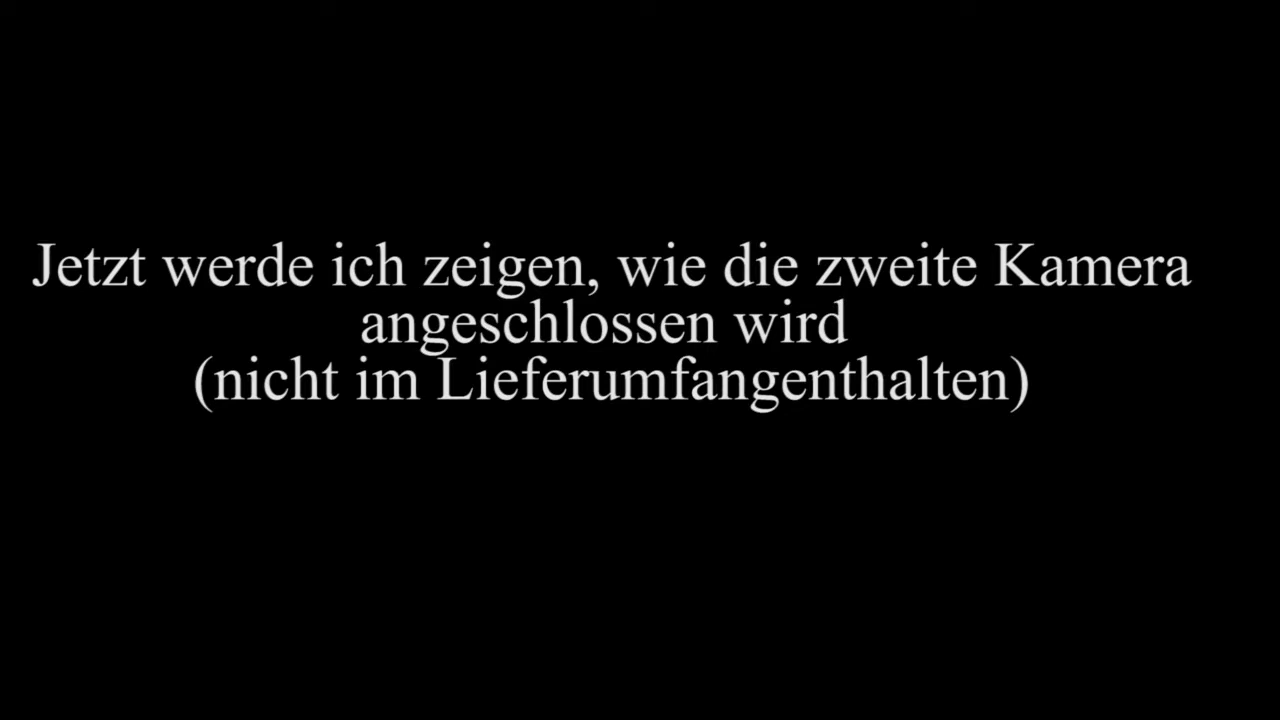 Jetzt werde ich zeigen, wie die zweite Kamera
angeschlossen wird
(nicht im Lieferumfangenthalten)